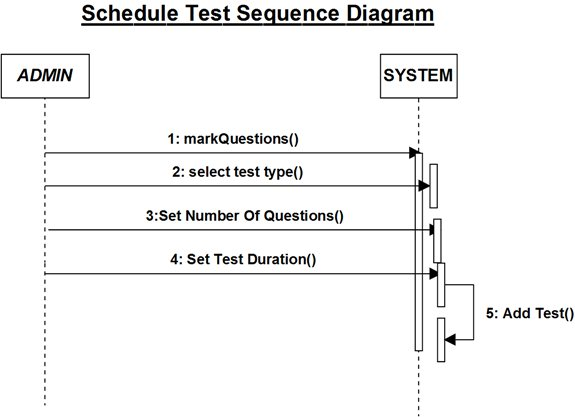 Schedule Test Sequence Diagram
ADMIN
SYSTEM
1: markQuestions()
2: select test type()
3:Set Number Of Questions()
4: Set Test Duration()
5: Add Test()